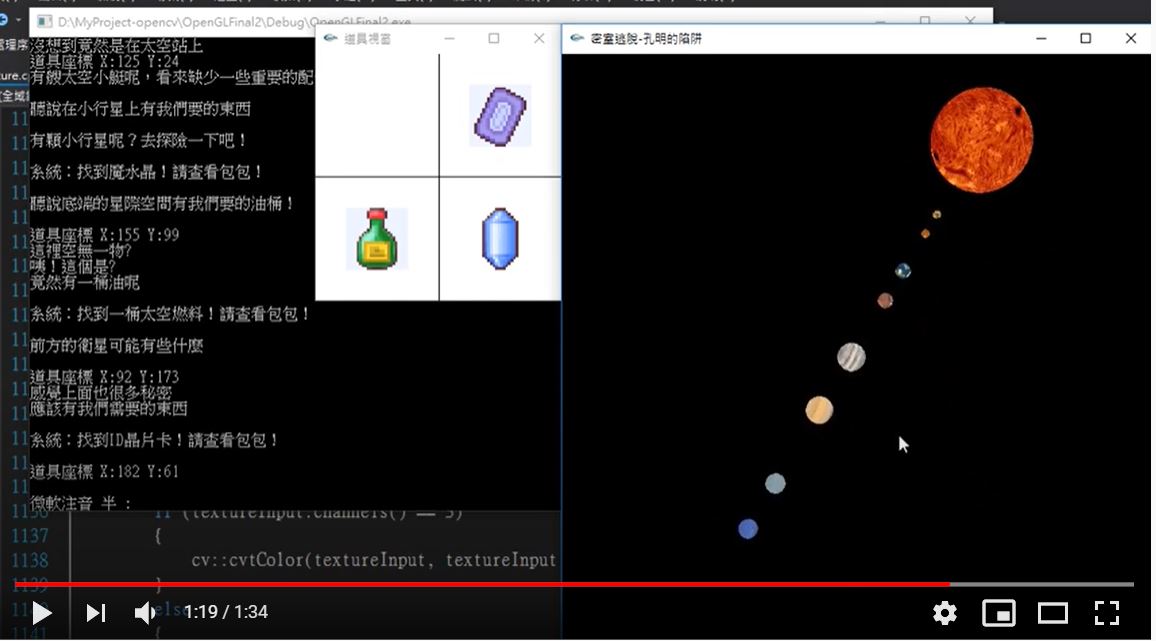 D:\MyProject-opencv\OpenGLFinal2\Debug\OpenGLFinal2.exe
道具視窗
密室逃脫-孔明的陷阱
沒想到竟然是在太空站上
道具座標 X:125 Y:24
有艘太空小艇呢，看來缺少一些重要的配
聽說在小行星上有我們要的東西
有顆小行星呢？去探險一下吧！
系統：找到魔水晶！請查看包包！
聽說底端的星際空間有我們要的油桶！
道具座標 X:155 Y:99
這裡空無一物?
咦！這個是?
竟然有一桶油呢
系統：找到一桶太空燃料！請查看包包！
前方的衛星可能有些什麼
道具座標 X:92 Y:173
感覺上面也很多秘密
應該有我們需要的東西
系統：找到ID晶片卡！請查看包包！
道具座標 X:182 Y:61
微軟注音 半 :
1136 if (textureInput.channels() == 3)
1137 {
1138 cv::cvtColor(textureInput, textureInput
1139 }
1140 else
1141 {
1:19 / 1:34